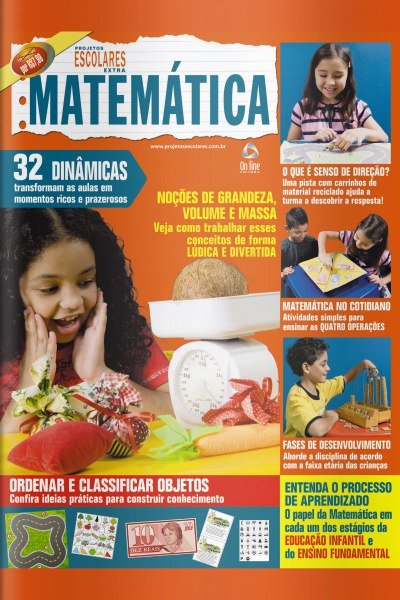 PROJETOS
ESCOLARES
EXTRA
MATEMÁTICA
www.projetosescolares.com.br
On line
EDITORA
32 DINÂMICAS
transformam as aulas em
momentos ricos e prazerosos
NOÇÕES DE GRANDEZA,
VOLUME E MASSA
Veja como trabalhar esses
conceitos de forma
LÚDICA E DIVERTIDA
O QUE É SENSO DE DIREÇÃO?
Uma pista com carrinhos de
material reciclado ajuda a
turma a descobrir a resposta!
MATEMÁTICA NO COTIDIANO
Atividades simples para
ensinar as QUATRO OPERAÇÕES
FASES DE DESENVOLVIMENTO
Aborde a disciplina de acordo
com a faixa etária das crianças
ORDENAR E CLASSIFICAR OBJETOS
Confira ideias práticas para construir conhecimento
10
DEZ REAIS
ENTENDA O PROCESSO
DE APRENDIZADO
O papel da Matemática em
cada um dos estágios da
EDUCAÇÃO INFANTIL e
do ENSINO FUNDAMENTAL